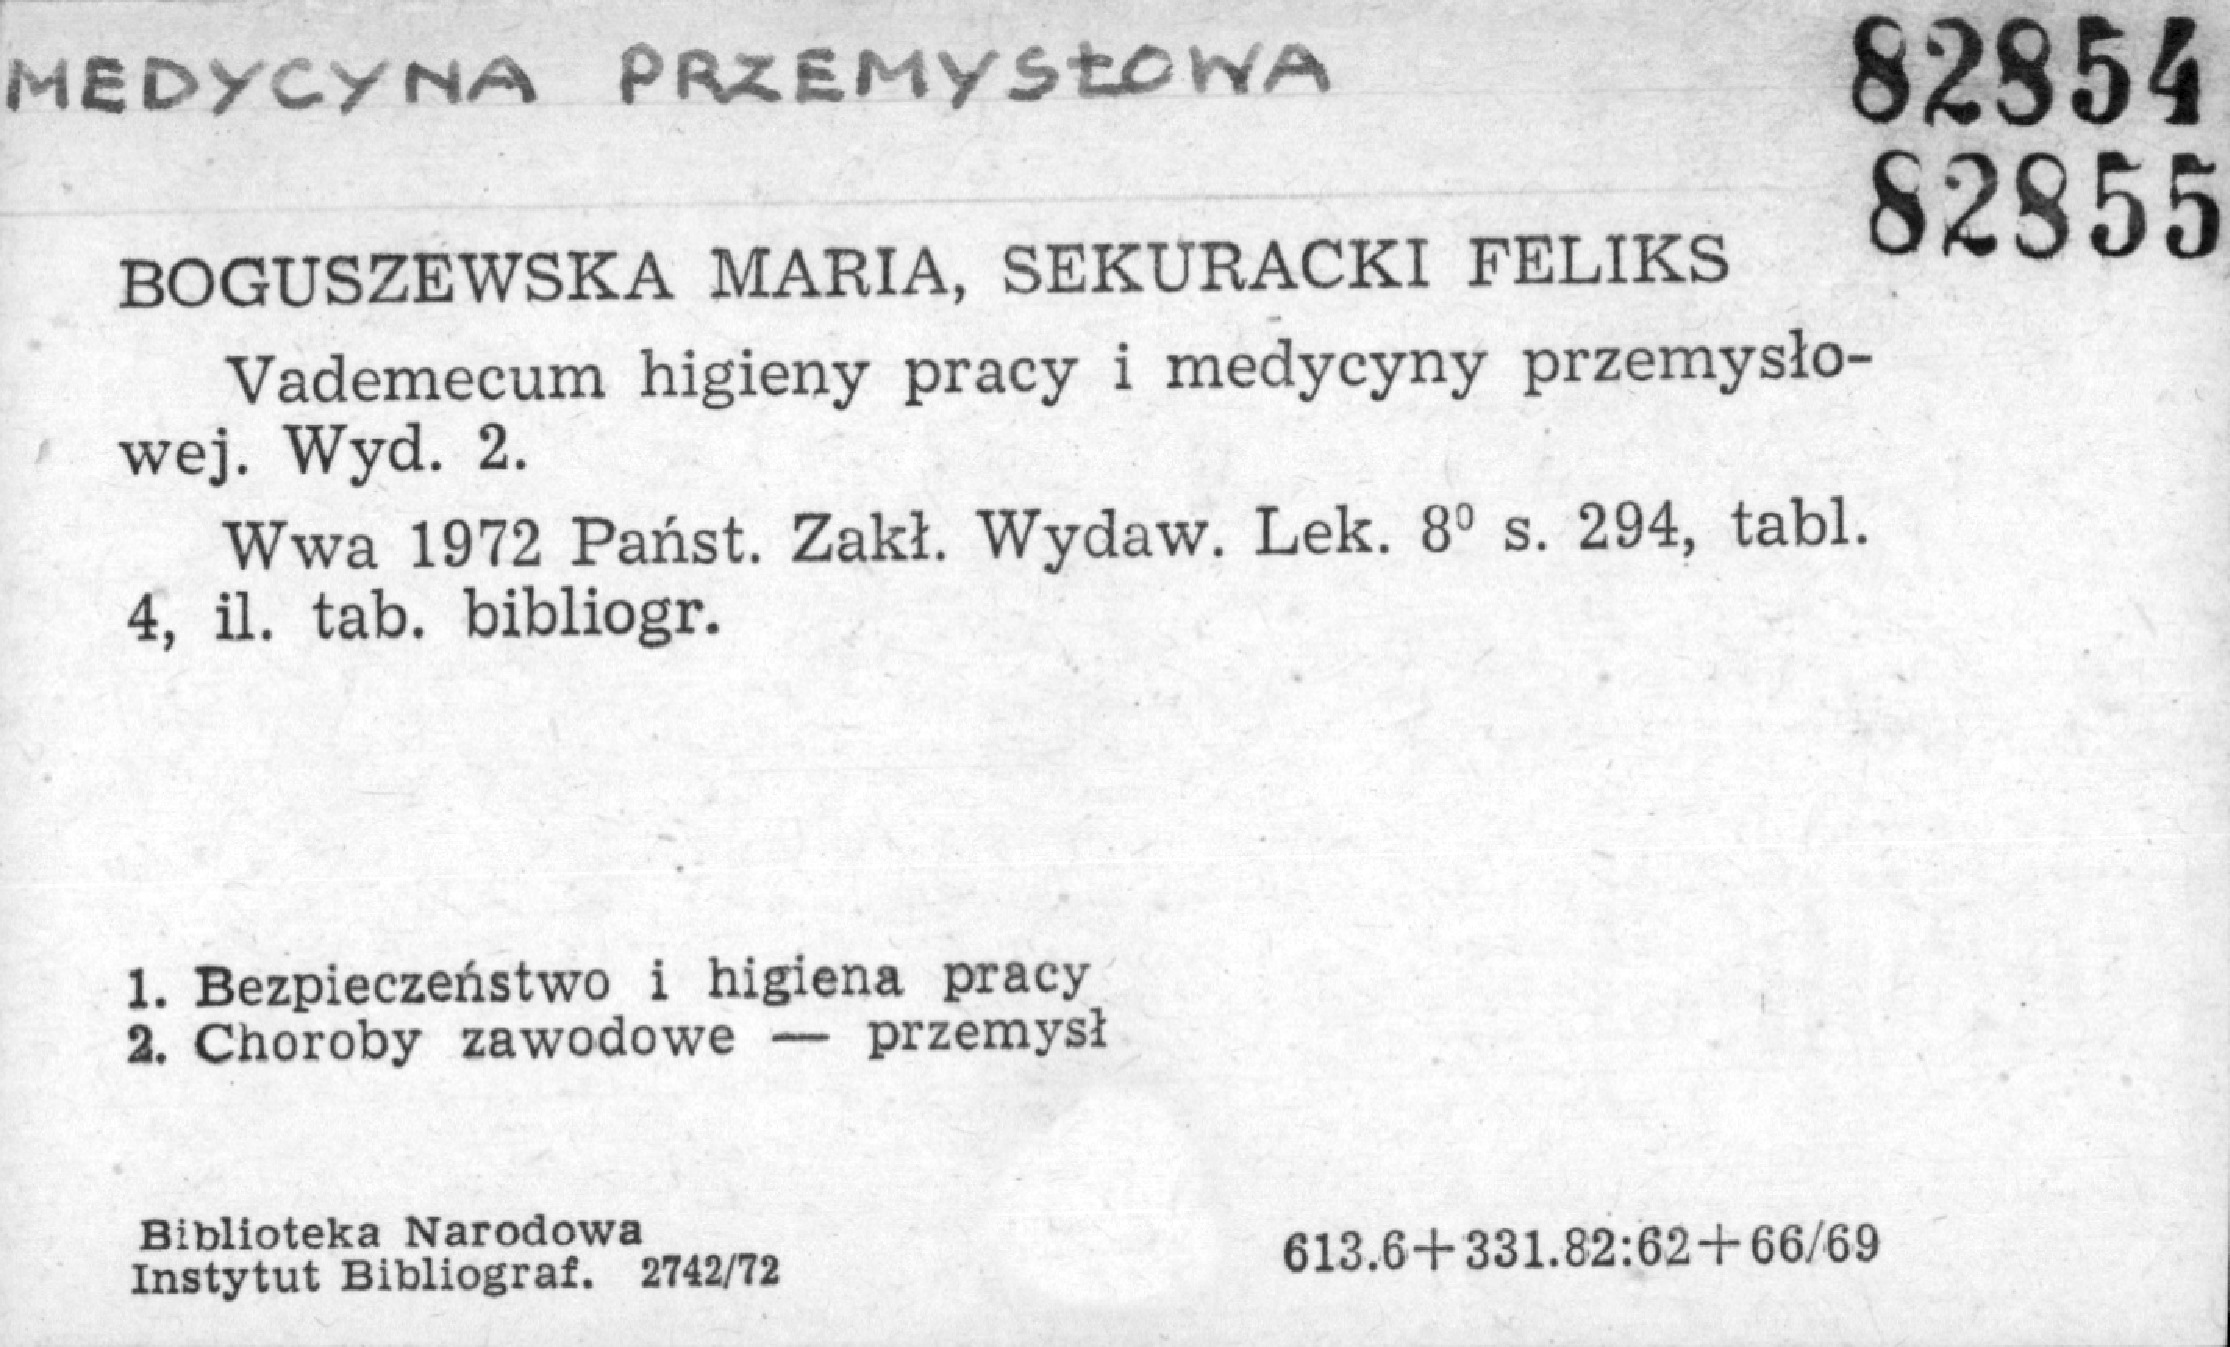 MEDYCYNA PRZEMYSŁOWA
82854
82855
BOGUSZEWSKA MARIA, SEKURACKI FELIKS
Vademecum higieny pracy i medycyny przemysło-
wej. Wyd. 2.
Wwa 1972 Państ. Zakł. Wydaw. Lek. 8⁰ s. 294, tabl.
4, il. tab. bibliogr.
1. Bezpieczeństwo i higiena pracy
2. Choroby zawodowe — przemysł
Biblioteka Narodowa
Instytut Bibliograf. 2742/72
613.6+331.82:62+66/69